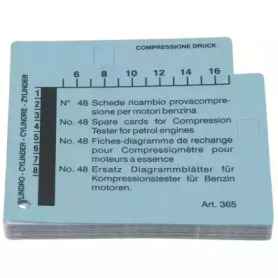 COMPRESSIONE DRUCK
6 8 10 12 14 16
LINDRO - CYLINDER - CYLINDRE - ZYLINDER
1
2
3
4
5
6
7
8
N° 48 Schede ricambio provacompre-
sione per motori benzina
No. 48 Spare cards for Compression
Tester for petrol engines
No. 48 Fiches-diagramme de rechange
pour Compressiomètre pour
moteurs a essence
No. 48 Ersatz Diagrammblätter für
Kompressionstester für Benzin
motoren.
Art. 365